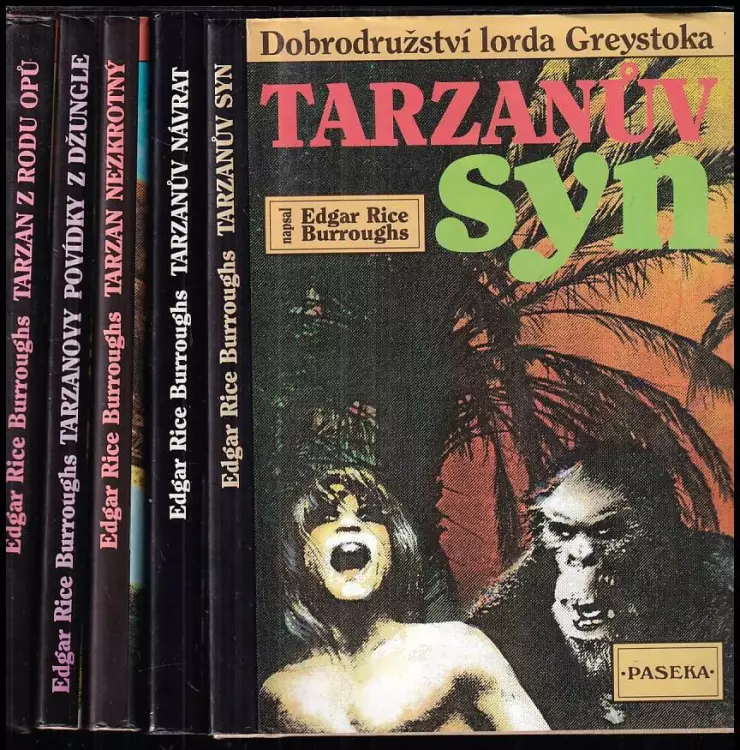 Edgar Rice Burroughs TARZAN Z RODU OPŮ
Edgar Rice Burroughs TARZANOVY POVÍDKY Z DŽUNGLE
Edgar Rice Burroughs TARZAN NEZKROTNÝ
Edgar Rice Burroughs TARZANŮV NÁVRAT
Edgar Rice Burroughs TARZANŮV SYN
Dobrodružství lorda Greystoka
TARZANŮV
syn
napsal
Edgar Rice
Burroughs
·PASEKA·